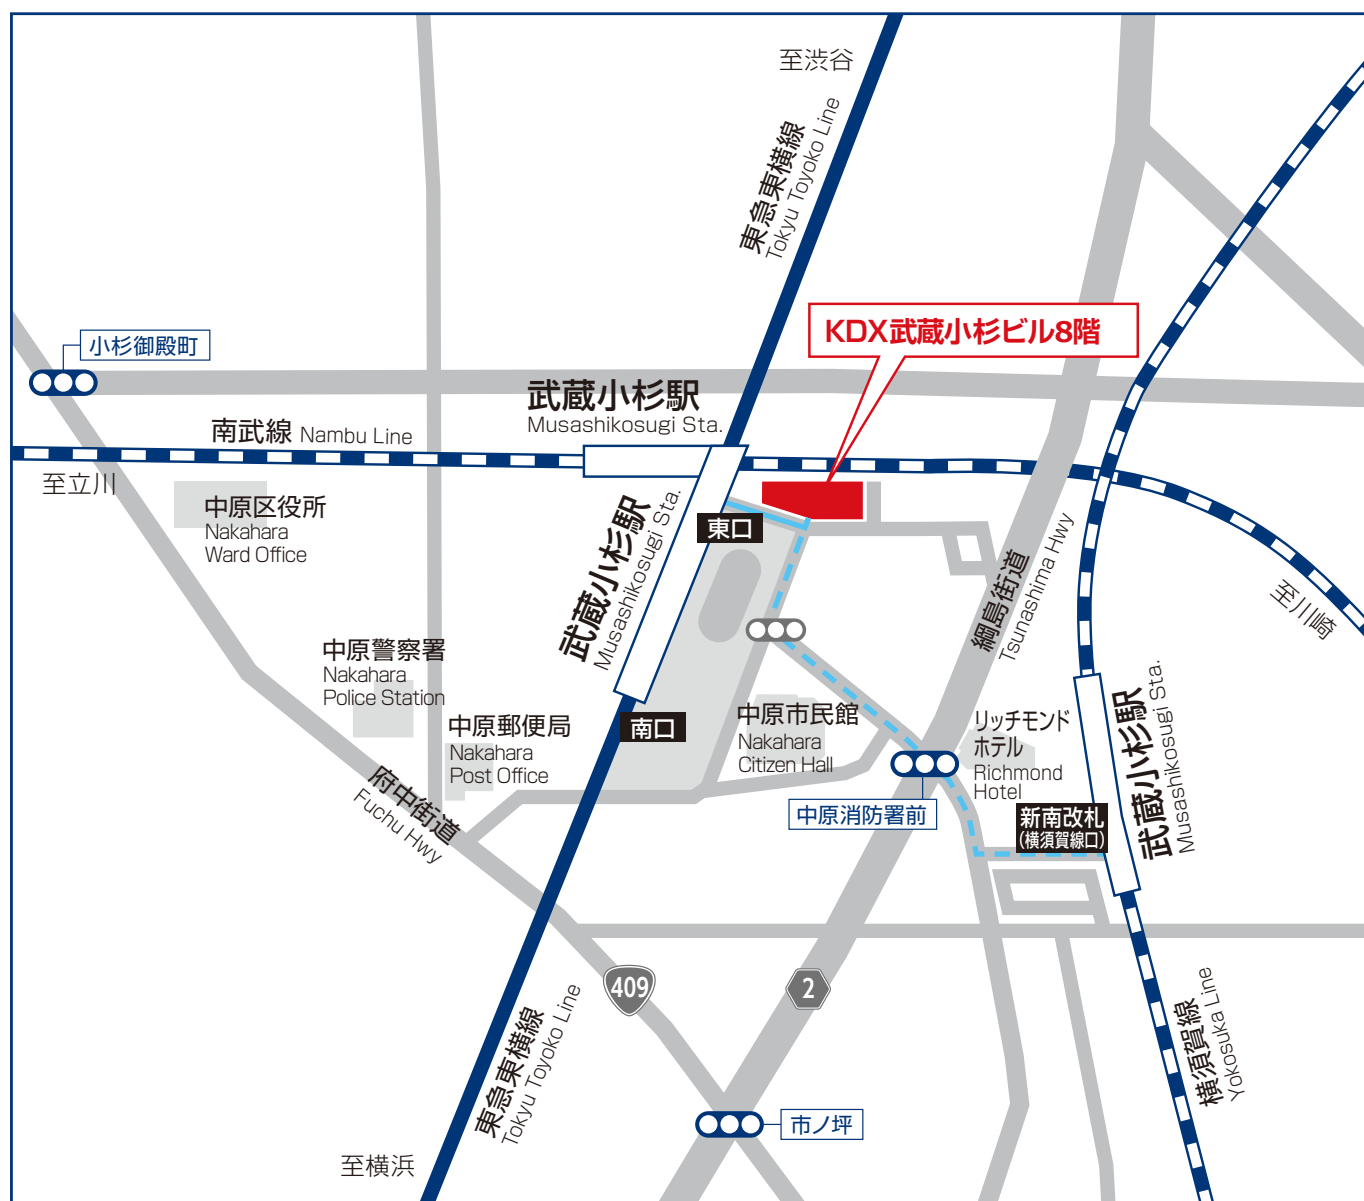 至渋谷
東急東横線
Tokyu Toyoko Line
KDX武蔵小杉ビル8階
小杉御殿町
武蔵小杉駅
Musashikosugi Sta.
南武線 Nambu Line
至立川
中原区役所
Nakahara
Ward Office
武蔵小杉駅
Musashikosugi Sta.
東口
綱島街道
Tsunashima Hwy
至川崎
中原警察署
Nakahara
Police Station
中原郵便局
Nakahara
Post Office
南口
中原市民館
Nakahara
Citizen Hall
リッチモンド
ホテル
Richmond
Hotel
武蔵小杉駅
Musashikosugi Sta.
府中街道
Fuchu Hwy
中原消防署前
新南改札
(横須賀線口)
409
2
東急東横線
Tokyu Toyoko Line
横須賀線
Yokosuka Line
市ノ坪
至横浜